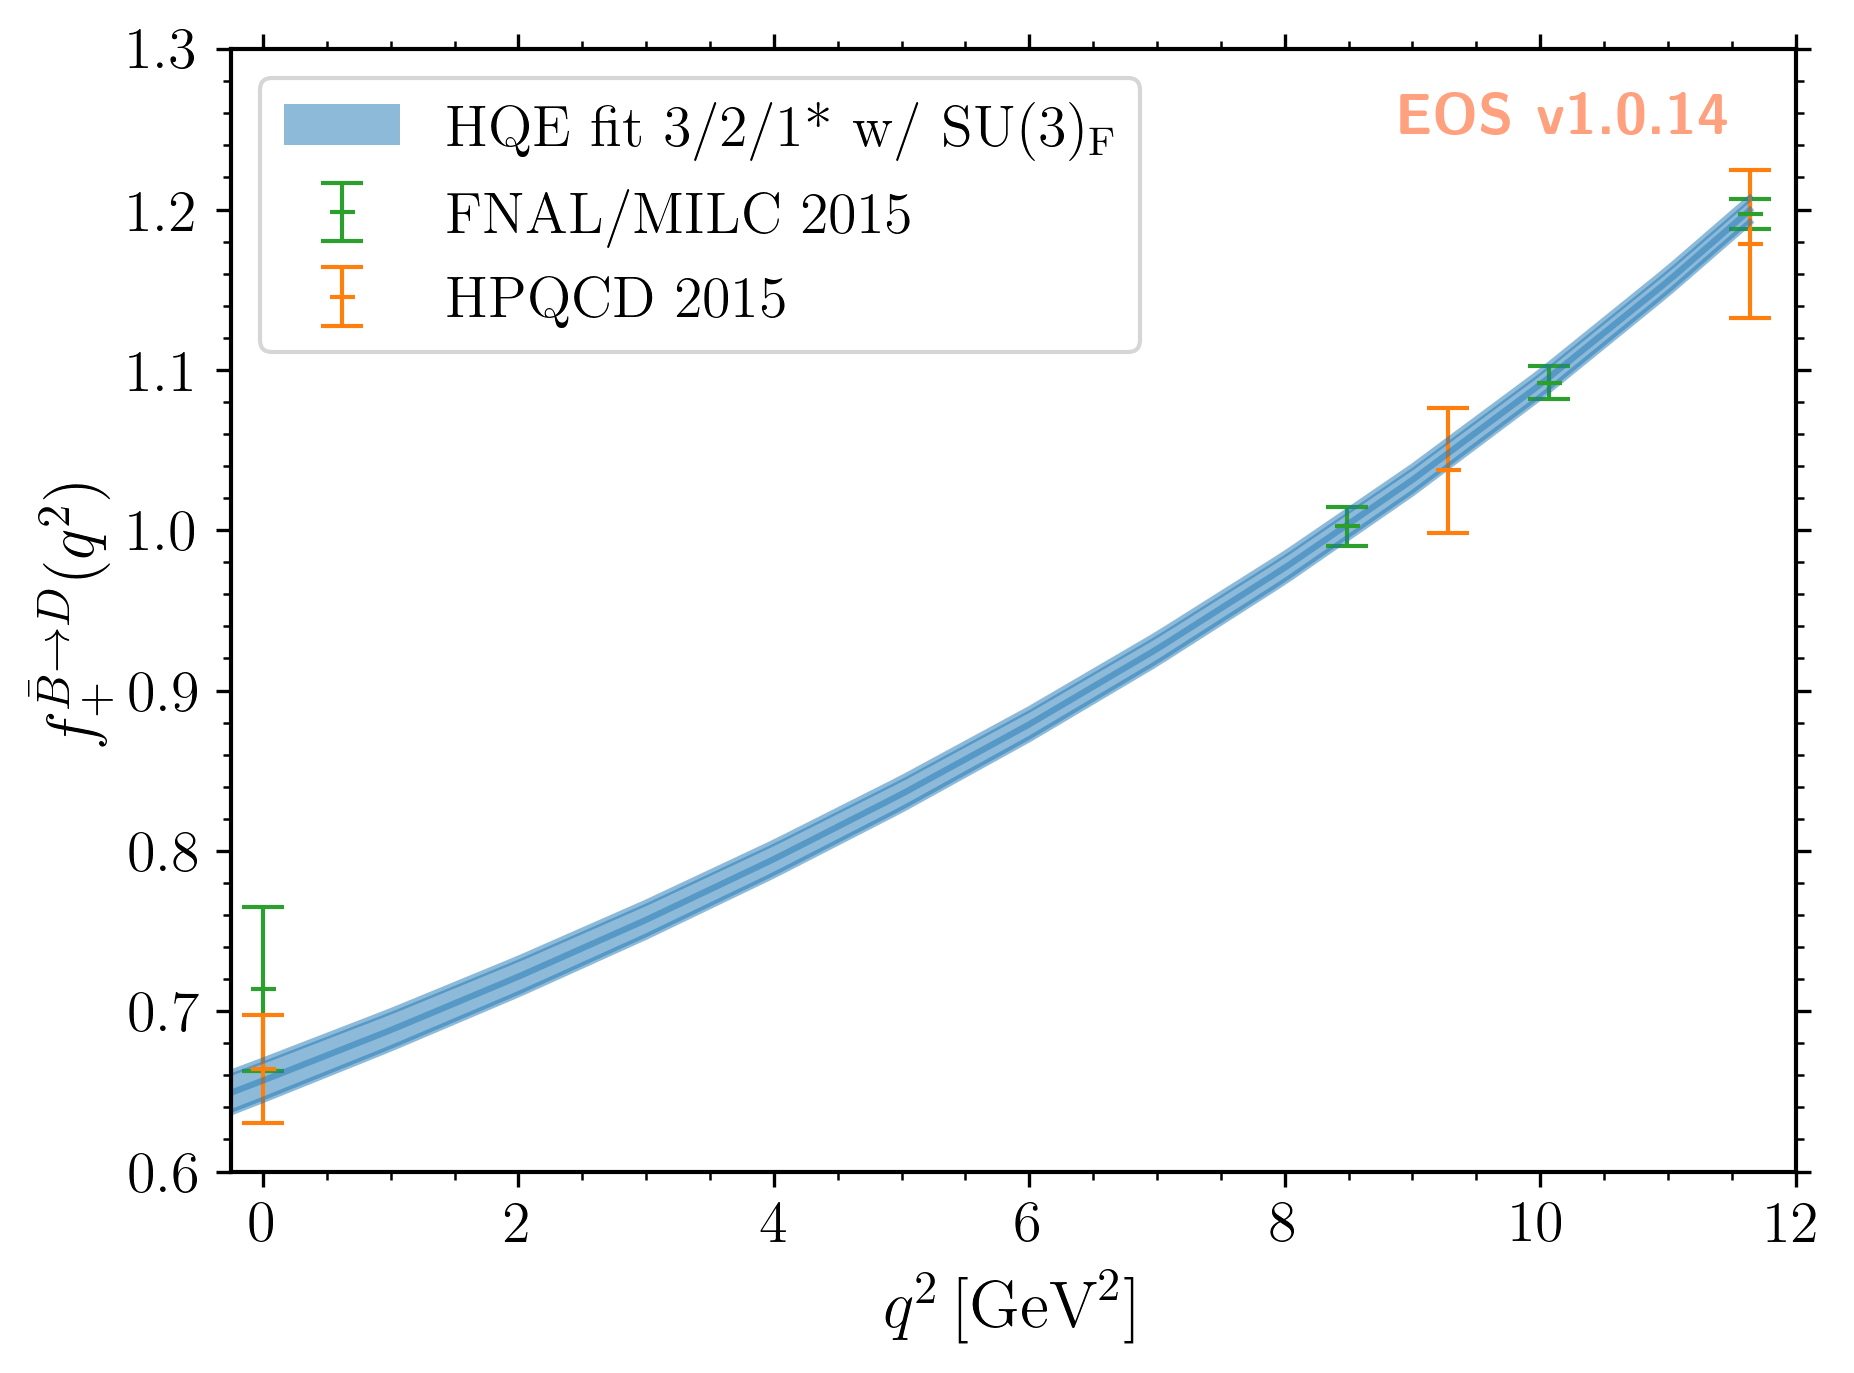 EOS v1.0.14
HQE fit 3/2/1* w/ SU(3)_F
FNAL/MILC 2015
HPQCD 2015
1.3
1.2
1.1
1.0
0.9
0.8
0.7
0.6
f_+^{B̄→D}(q²)
0 2 4 6 8 10 12
q² [GeV²]